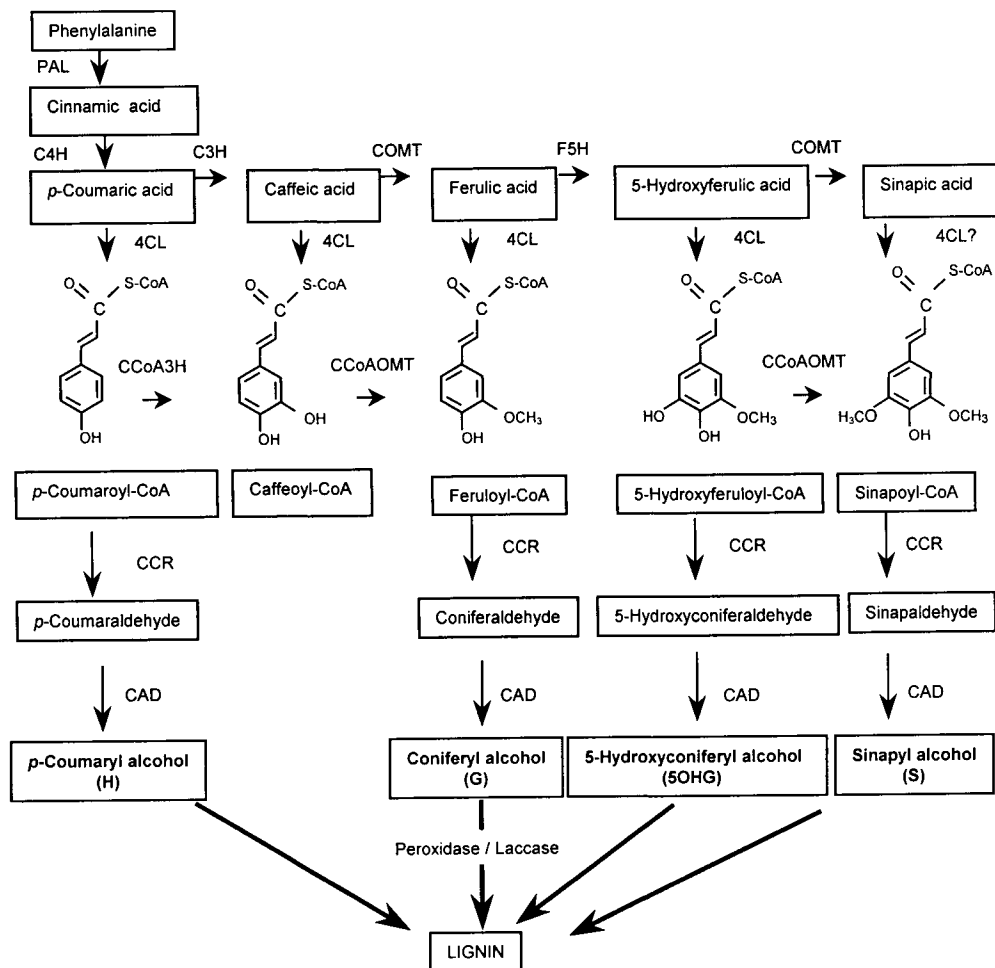 Phenylalanine
PAL
Cinnamic acid
C4H
C3H
COMT
F5H
COMT
p-Coumaric acid
Caffeic acid
Ferulic acid
5-Hydroxyferulic acid
Sinapic acid
4CL
4CL
4CL
4CL
4CL?
O
S-CoA
C
O
S-CoA
C
O
S-CoA
C
O
S-CoA
C
O
S-CoA
C
CCoA3H
CCoAOMT
CCoAOMT
OH
OH
OH
OCH3
OH
HO
OCH3
OH
H3CO
OCH3
OH
p-Coumaroyl-CoA
Caffeoyl-CoA
Feruloyl-CoA
5-Hydroxyferuloyl-CoA
Sinapoyl-CoA
CCR
CCR
CCR
CCR
p-Coumaraldehyde
Coniferaldehyde
5-Hydroxyconiferaldehyde
Sinapaldehyde
CAD
CAD
CAD
CAD
p-Coumaryl alcohol
(H)
Coniferyl alcohol
(G)
5-Hydroxyconiferyl alcohol
(5OHG)
Sinapyl alcohol
(S)
Peroxidase / Laccase
LIGNIN